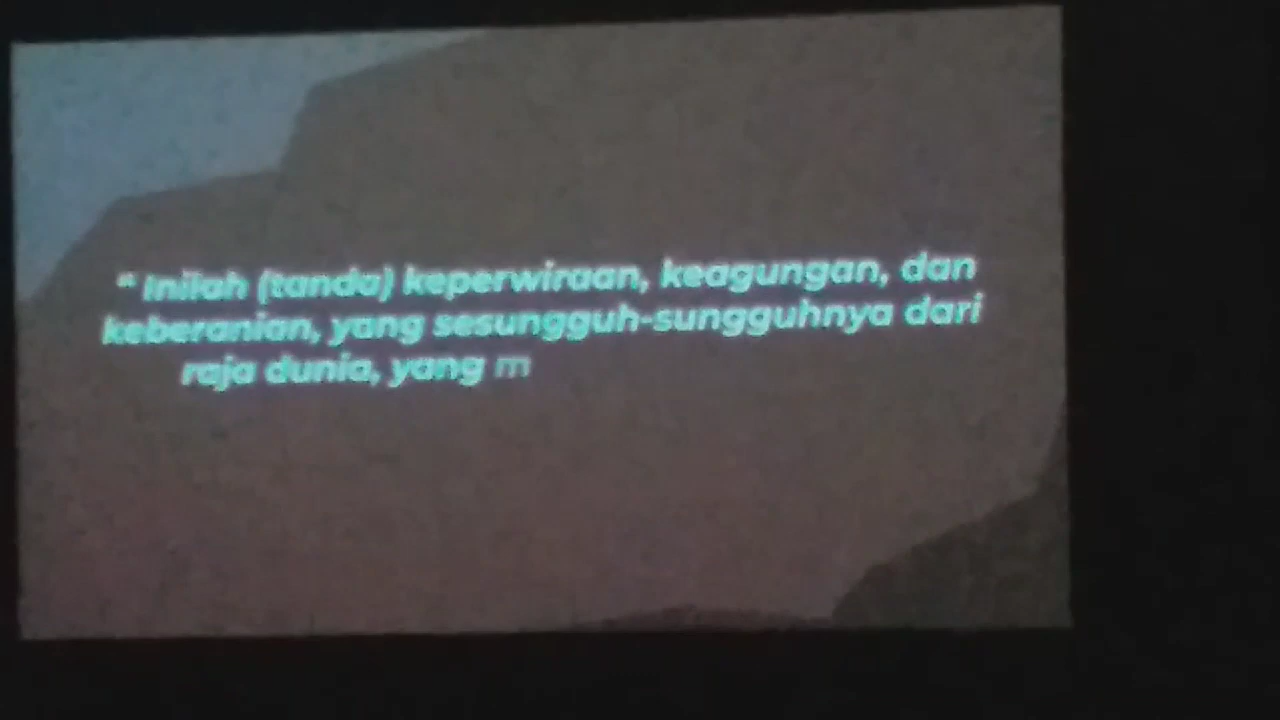 “ Inilah (tanda) keperwiraan, keagungan, dan
keberanian, yang sesungguh-sungguhnya dari
raja dunia, yang m